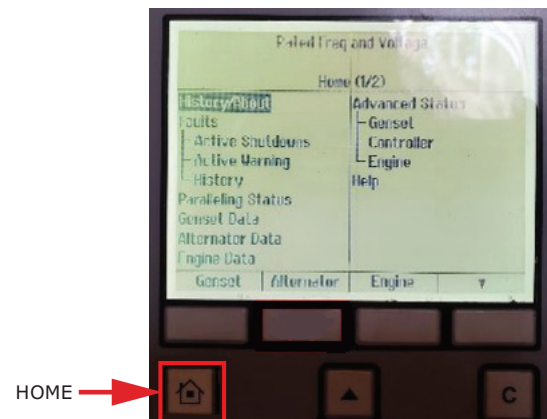 Rated Freq and Voltage
Home (1/2)
History/About
Faults
Active Shutdowns
Active Warning
History
Paralleling Status
Genset Data
Alternator Data
Engine Data
Advanced Status
Genset
Controller
Engine
Help
Genset Alternator Engine ▼
HOME
C